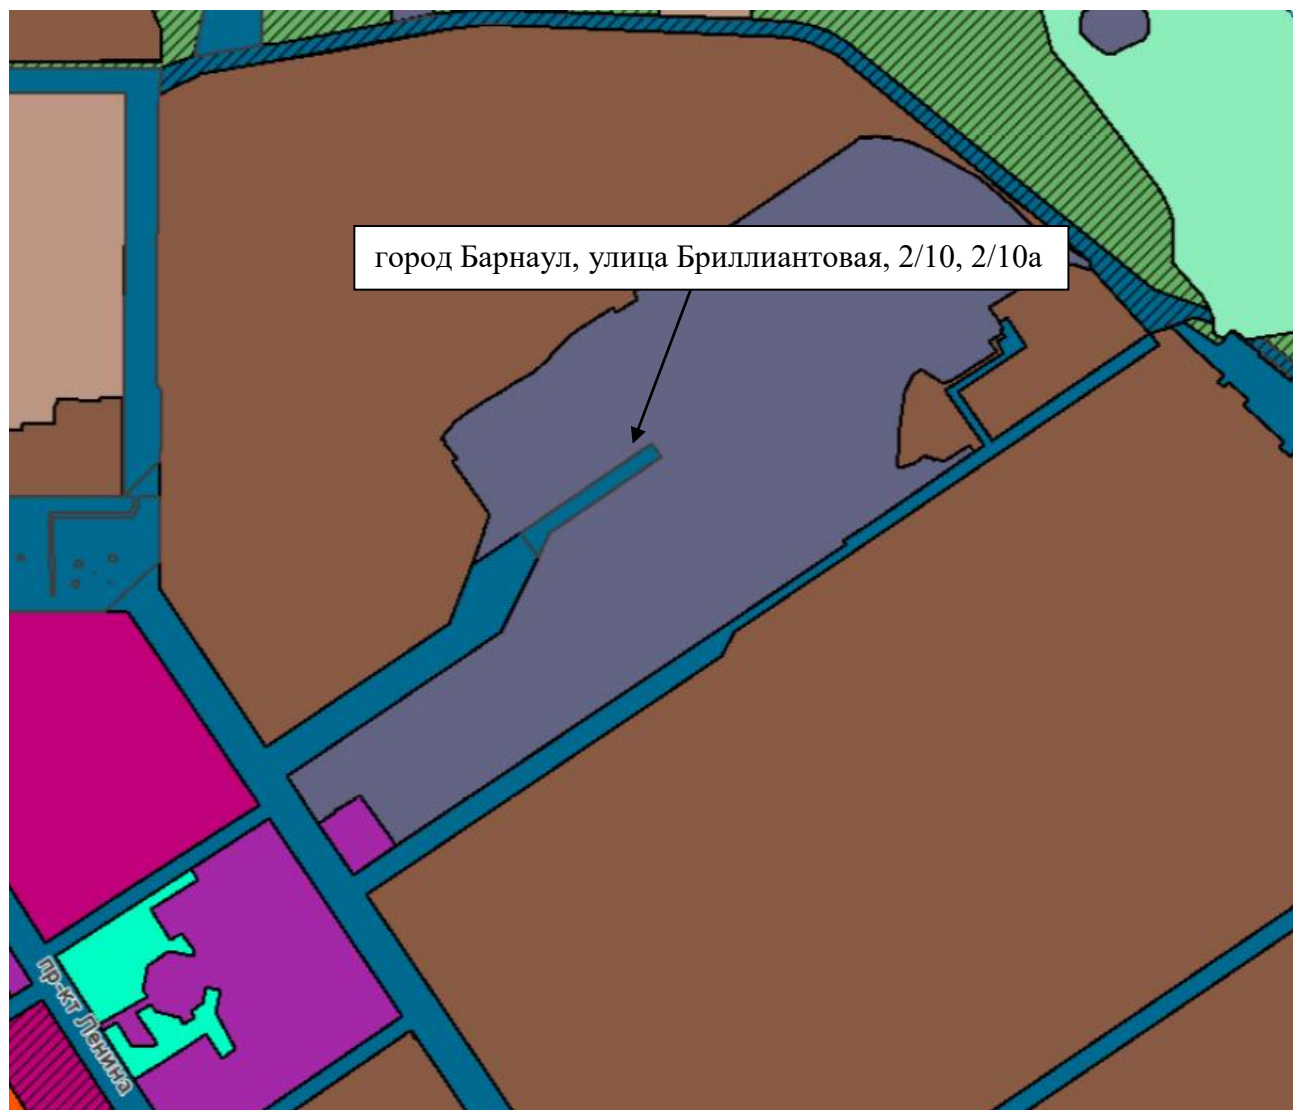 город Барнаул, улица Бриллиантовая, 2/10, 2/10а
пр-кт Ленина